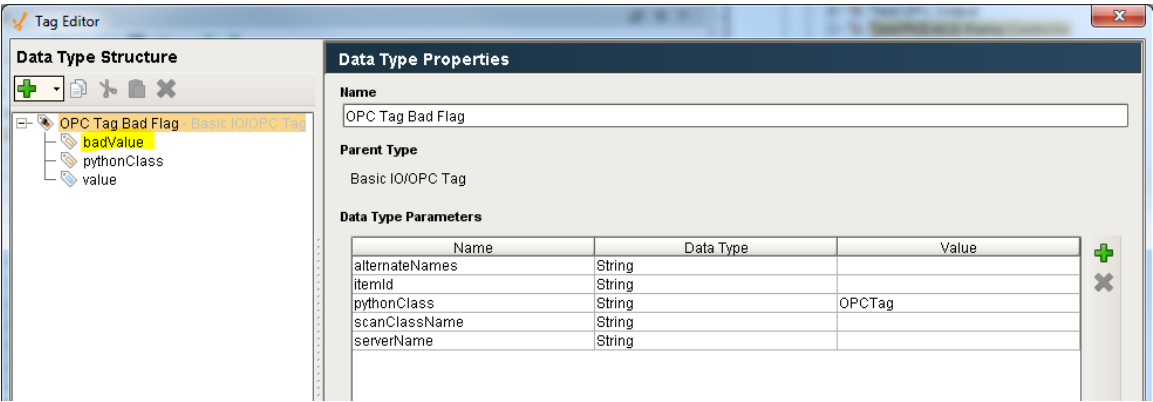 Tag Editor
Data Type Structure
OPC Tag Bad Flag - Basic IO/OPC Tag
badValue
pythonClass
value
Data Type Properties
Name
OPC Tag Bad Flag
Parent Type
Basic IO/OPC Tag
Data Type Parameters
Name Data Type Value
alternateNames String
itemId String
pythonClass String OPCTag
scanClassName String
serverName String